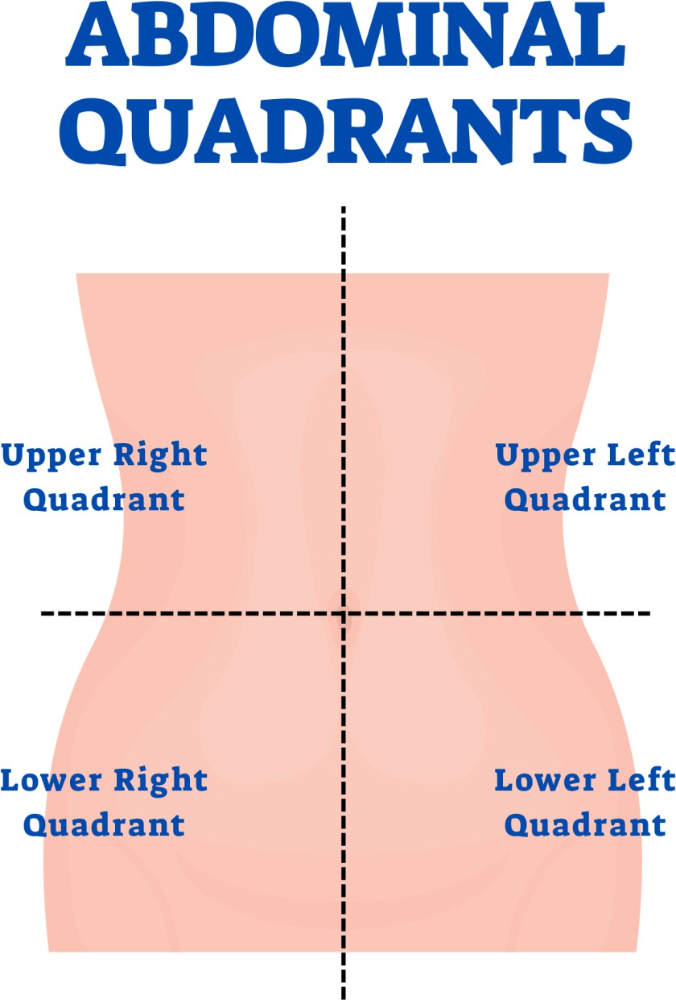 ABDOMINAL
QUADRANTS
Upper Right
Quadrant
Upper Left
Quadrant
Lower Right
Quadrant
Lower Left
Quadrant